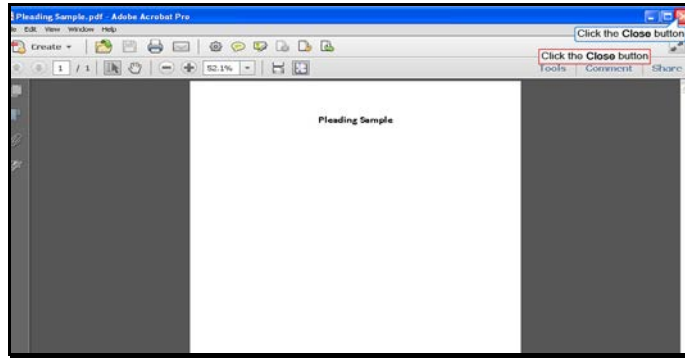 Pleading Sample.pdf - Adobe Acrobat Pro
Edit View Window Help
Click the Close button
Create
Click the Close button
1 / 1
52.1%
Tools Comment Share
Pleading Sample